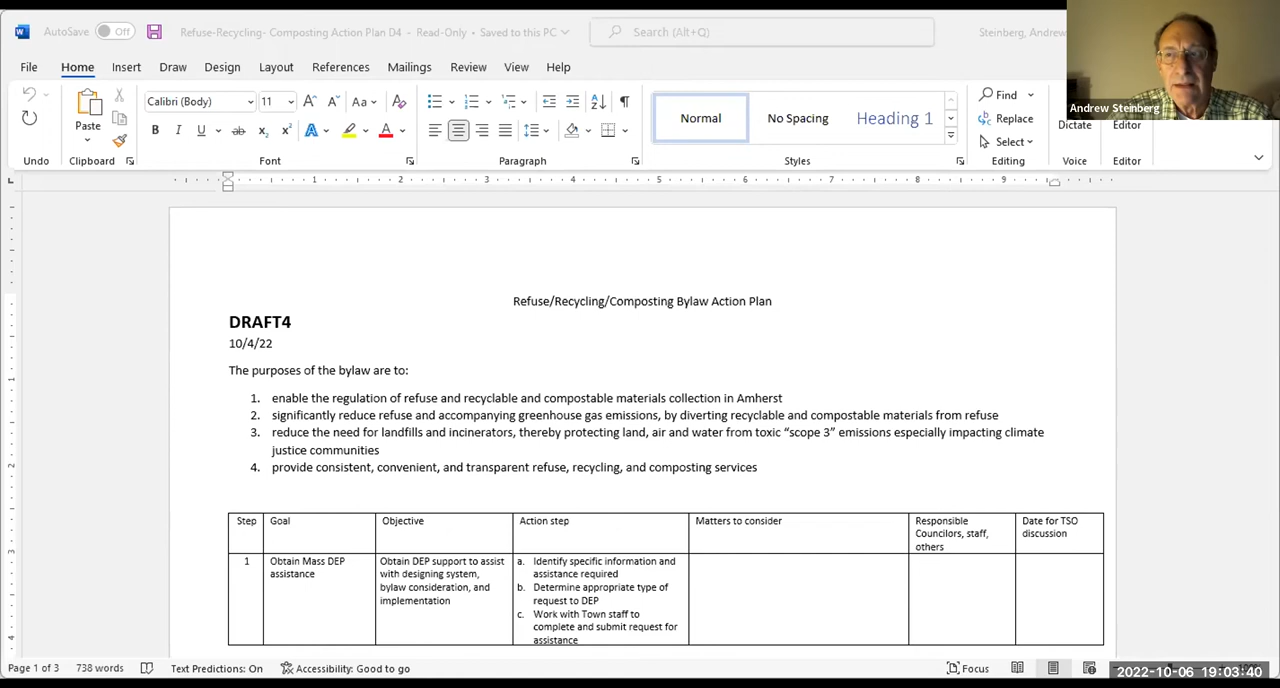 AutoSave Off Refuse-Recycling- Composting Action Plan D4 - Read-Only - Saved to this PC Search (Alt+Q) Steinberg, Andrew
File Home Insert Draw Design Layout References Mailings Review View Help
Andrew Steinberg
Paste
Calibri (Body) 11
Normal
No Spacing
Heading 1
Find
Replace
Select
Dictate
Editor
Undo Clipboard Font Paragraph Styles Editing Voice Editor
1 2 3 4 5 6 7 8 9
Refuse/Recycling/Composting Bylaw Action Plan
DRAFT4
10/4/22
The purposes of the bylaw are to:
1. enable the regulation of refuse and recyclable and compostable materials collection in Amherst
2. significantly reduce refuse and accompanying greenhouse gas emissions, by diverting recyclable and compostable materials from refuse
3. reduce the need for landfills and incinerators, thereby protecting land, air and water from toxic “scope 3” emissions especially impacting climate
justice communities
4. provide consistent, convenient, and transparent refuse, recycling, and composting services
Step
Goal
Objective
Action step
Matters to consider
Responsible
Councilors, staff,
others
Date for TSO
discussion
1
Obtain Mass DEP
assistance
Obtain DEP support to assist
with designing system,
bylaw consideration, and
implementation
a. Identify specific information and
assistance required
b. Determine appropriate type of
request to DEP
c. Work with Town staff to
complete and submit request for
assistance
Page 1 of 3 738 words Text Predictions: On Accessibility: Good to go Focus
2022-10-06 19:03:40